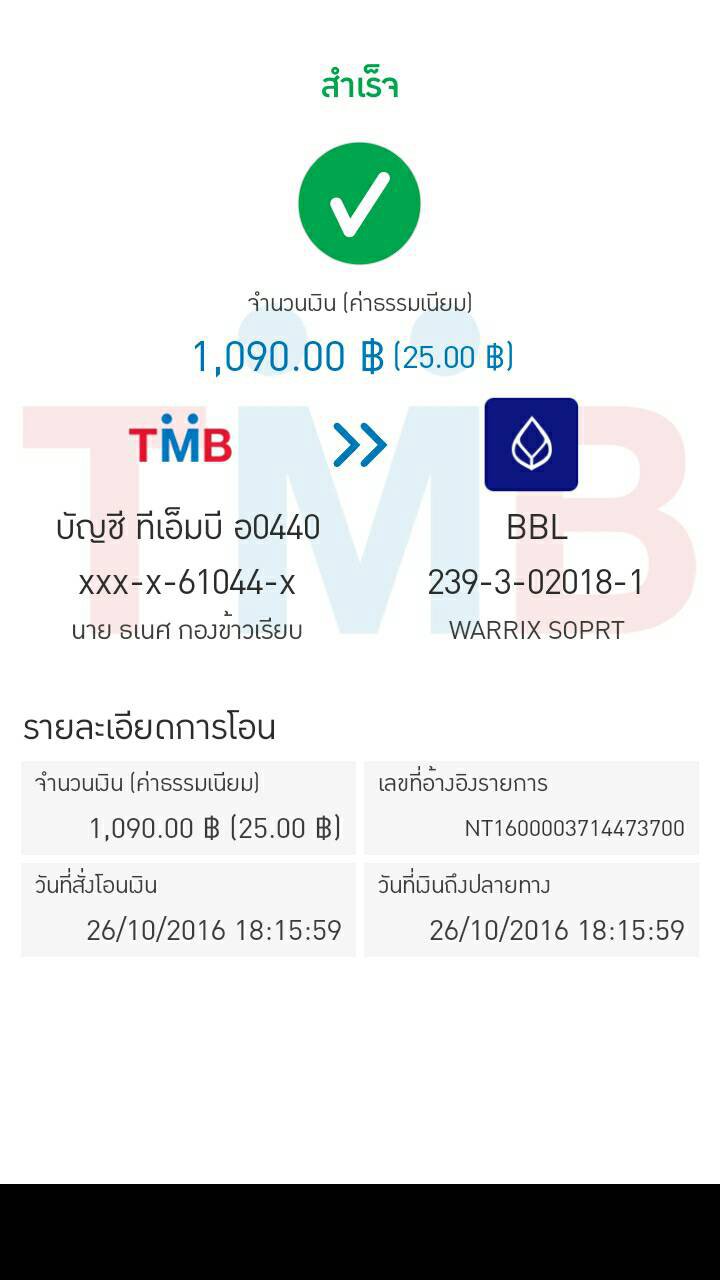 สำเร็จ
จำนวนเงิน (ค่าธรรมเนียม)
1,090.00 ฿ (25.00 ฿)
TMB
บัญชี ทีเอ็มบี อ0440
BBL
xxx-x-61044-x
239-3-02018-1
นาย ธเนศ กองข้าวเรียบ
WARRIX SOPRT
รายละเอียดการโอน
จำนวนเงิน (ค่าธรรมเนียม)
เลขที่อ้างอิงรายการ
1,090.00 ฿ (25.00 ฿)
NT1600003714473700
วันที่สั่งโอนเงิน
วันที่เงินถึงปลายทาง
26/10/2016 18:15:59
26/10/2016 18:15:59
TMB